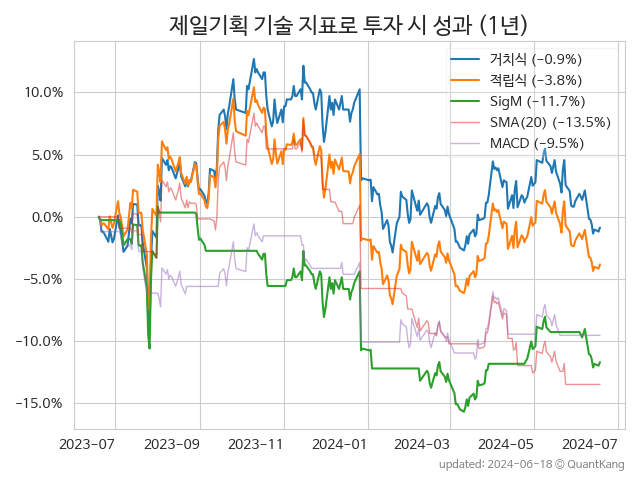 제일기획 기술 지표로 투자 시 성과 (1년)
거치식 (−0.9%)
적립식 (−3.8%)
SigM (−11.7%)
SMA(20) (−13.5%)
MACD (−9.5%)
10.0%
5.0%
0.0%
−5.0%
−10.0%
−15.0%
2023-07 2023-09 2023-11 2024-01 2024-03 2024-05 2024-07
updated: 2024-06-18 © QuantKang